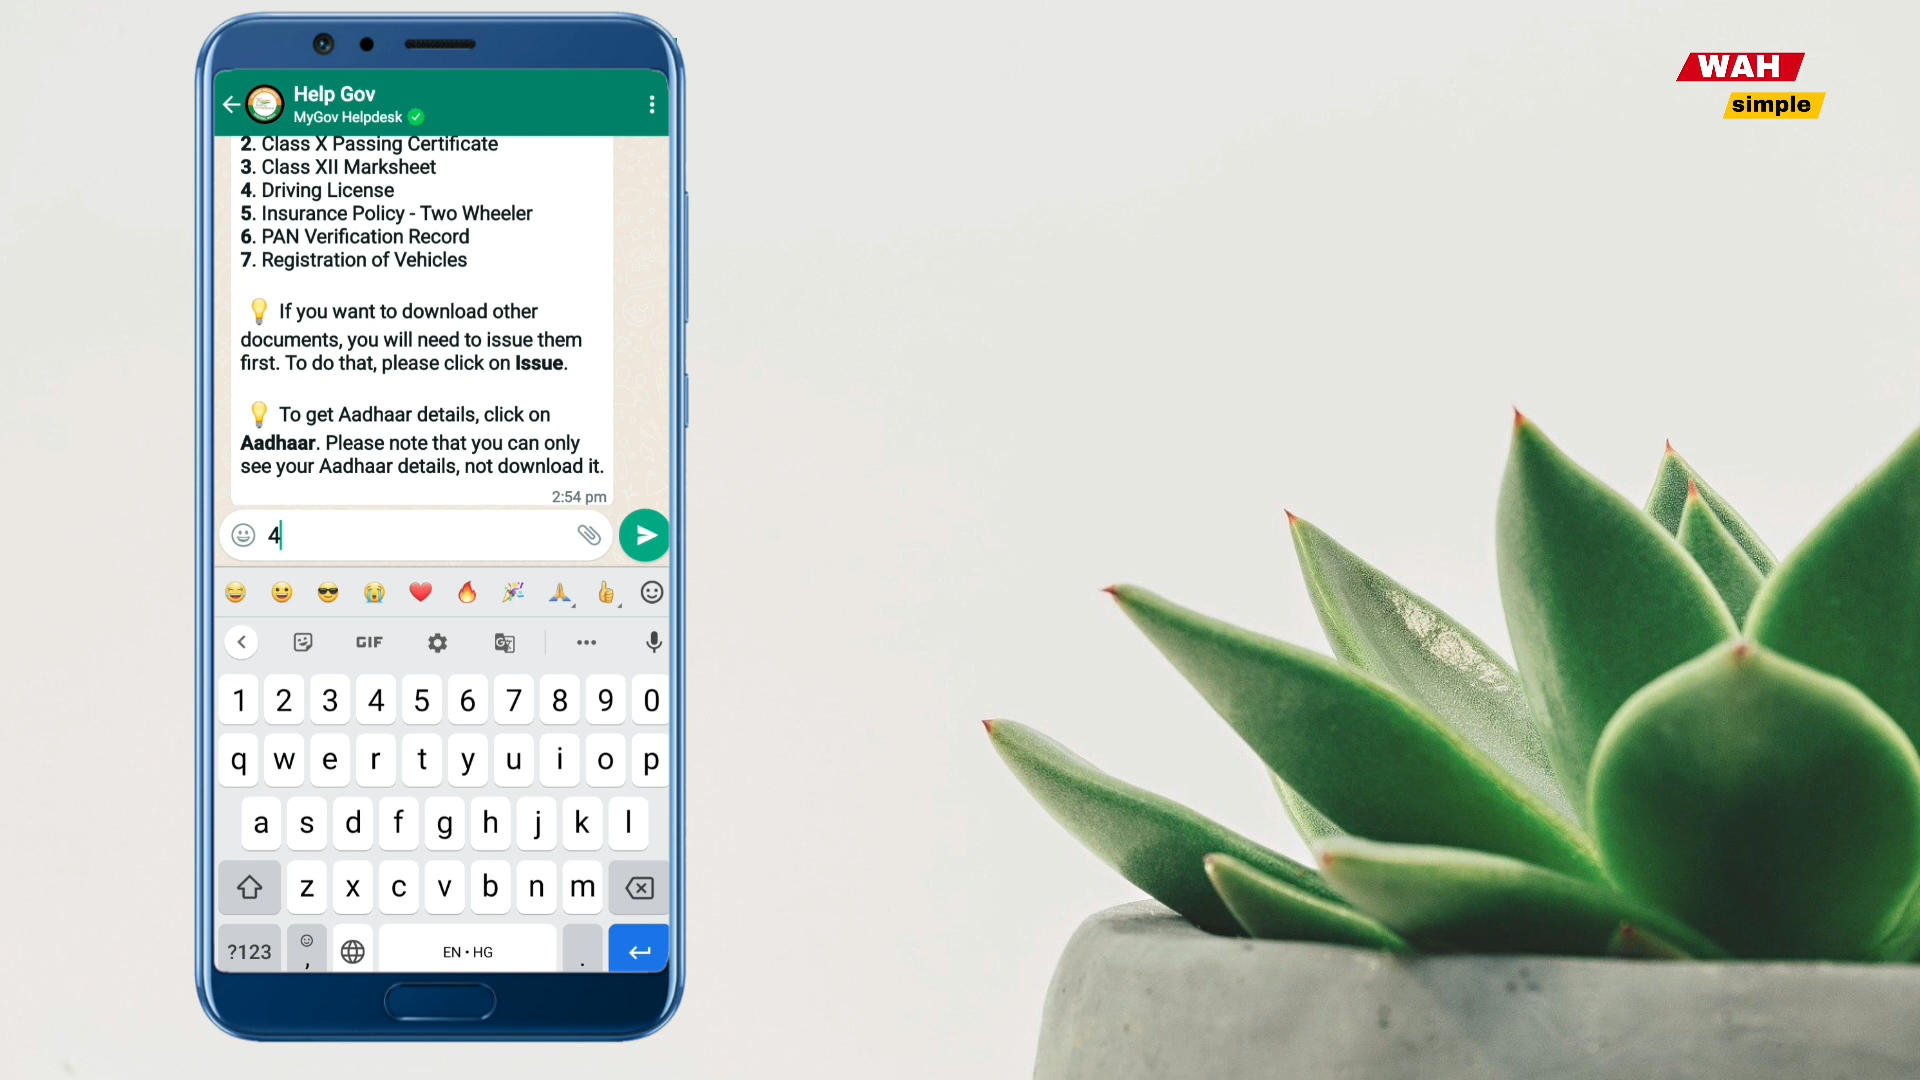 WAH
simple
Help Gov
MyGov Helpdesk
2. Class X Passing Certificate
3. Class XII Marksheet
4. Driving License
5. Insurance Policy - Two Wheeler
6. PAN Verification Record
7. Registration of Vehicles
💡 If you want to download other
documents, you will need to issue them
first. To do that, please click on Issue.
💡 To get Aadhaar details, click on
Aadhaar. Please note that you can only
see your Aadhaar details, not download it.
2:54 pm
4
GIF
1 2 3 4 5 6 7 8 9 0
q w e r t y u i o p
a s d f g h j k l
z x c v b n m
?123 , EN • HG .